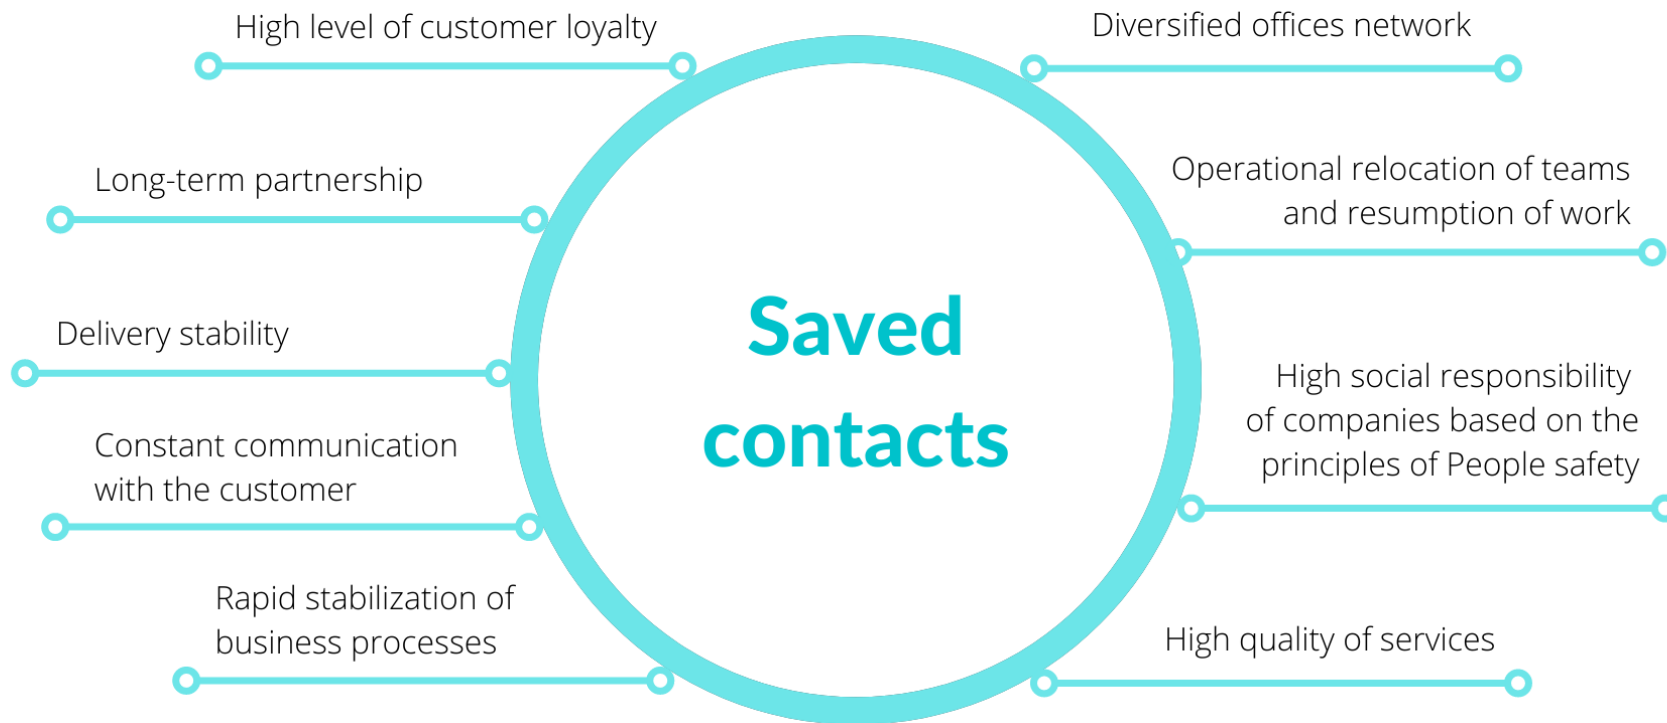 High level of customer loyalty
Long-term partnership
Delivery stability
Constant communication
with the customer
Rapid stabilization of
business processes
Saved
contacts
Diversified offices network
Operational relocation of teams
and resumption of work
High social responsibility
of companies based on the
principles of People safety
High quality of services